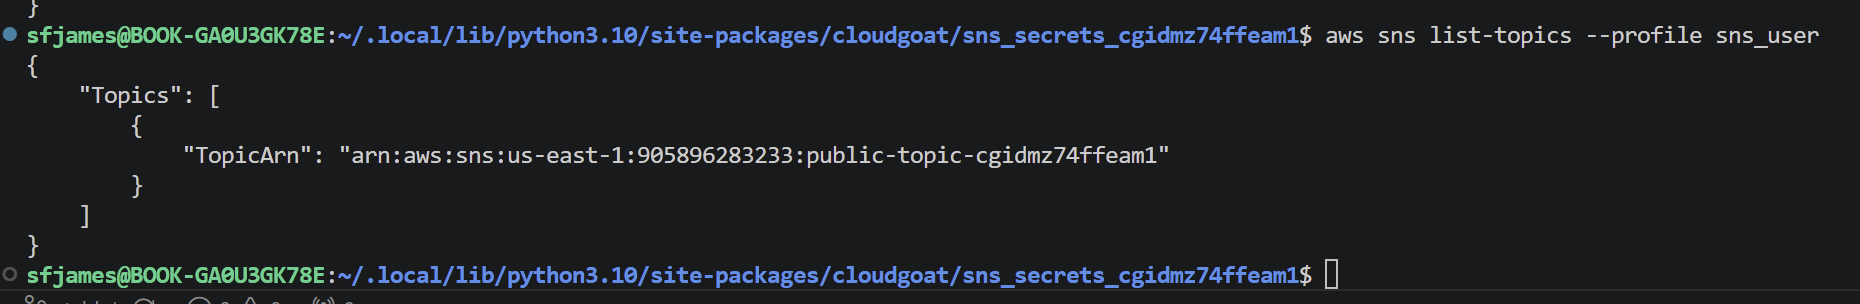 }
sfjames@BOOK-GA0U3GK78E:~/.local/lib/python3.10/site-packages/cloudgoat/sns_secrets_cgidmz74ffeam1$ aws sns list-topics --profile sns_user
{
    "Topics": [
        {
            "TopicArn": "arn:aws:sns:us-east-1:905896283233:public-topic-cgidmz74ffeam1"
        }
    ]
}
sfjames@BOOK-GA0U3GK78E:~/.local/lib/python3.10/site-packages/cloudgoat/sns_secrets_cgidmz74ffeam1$